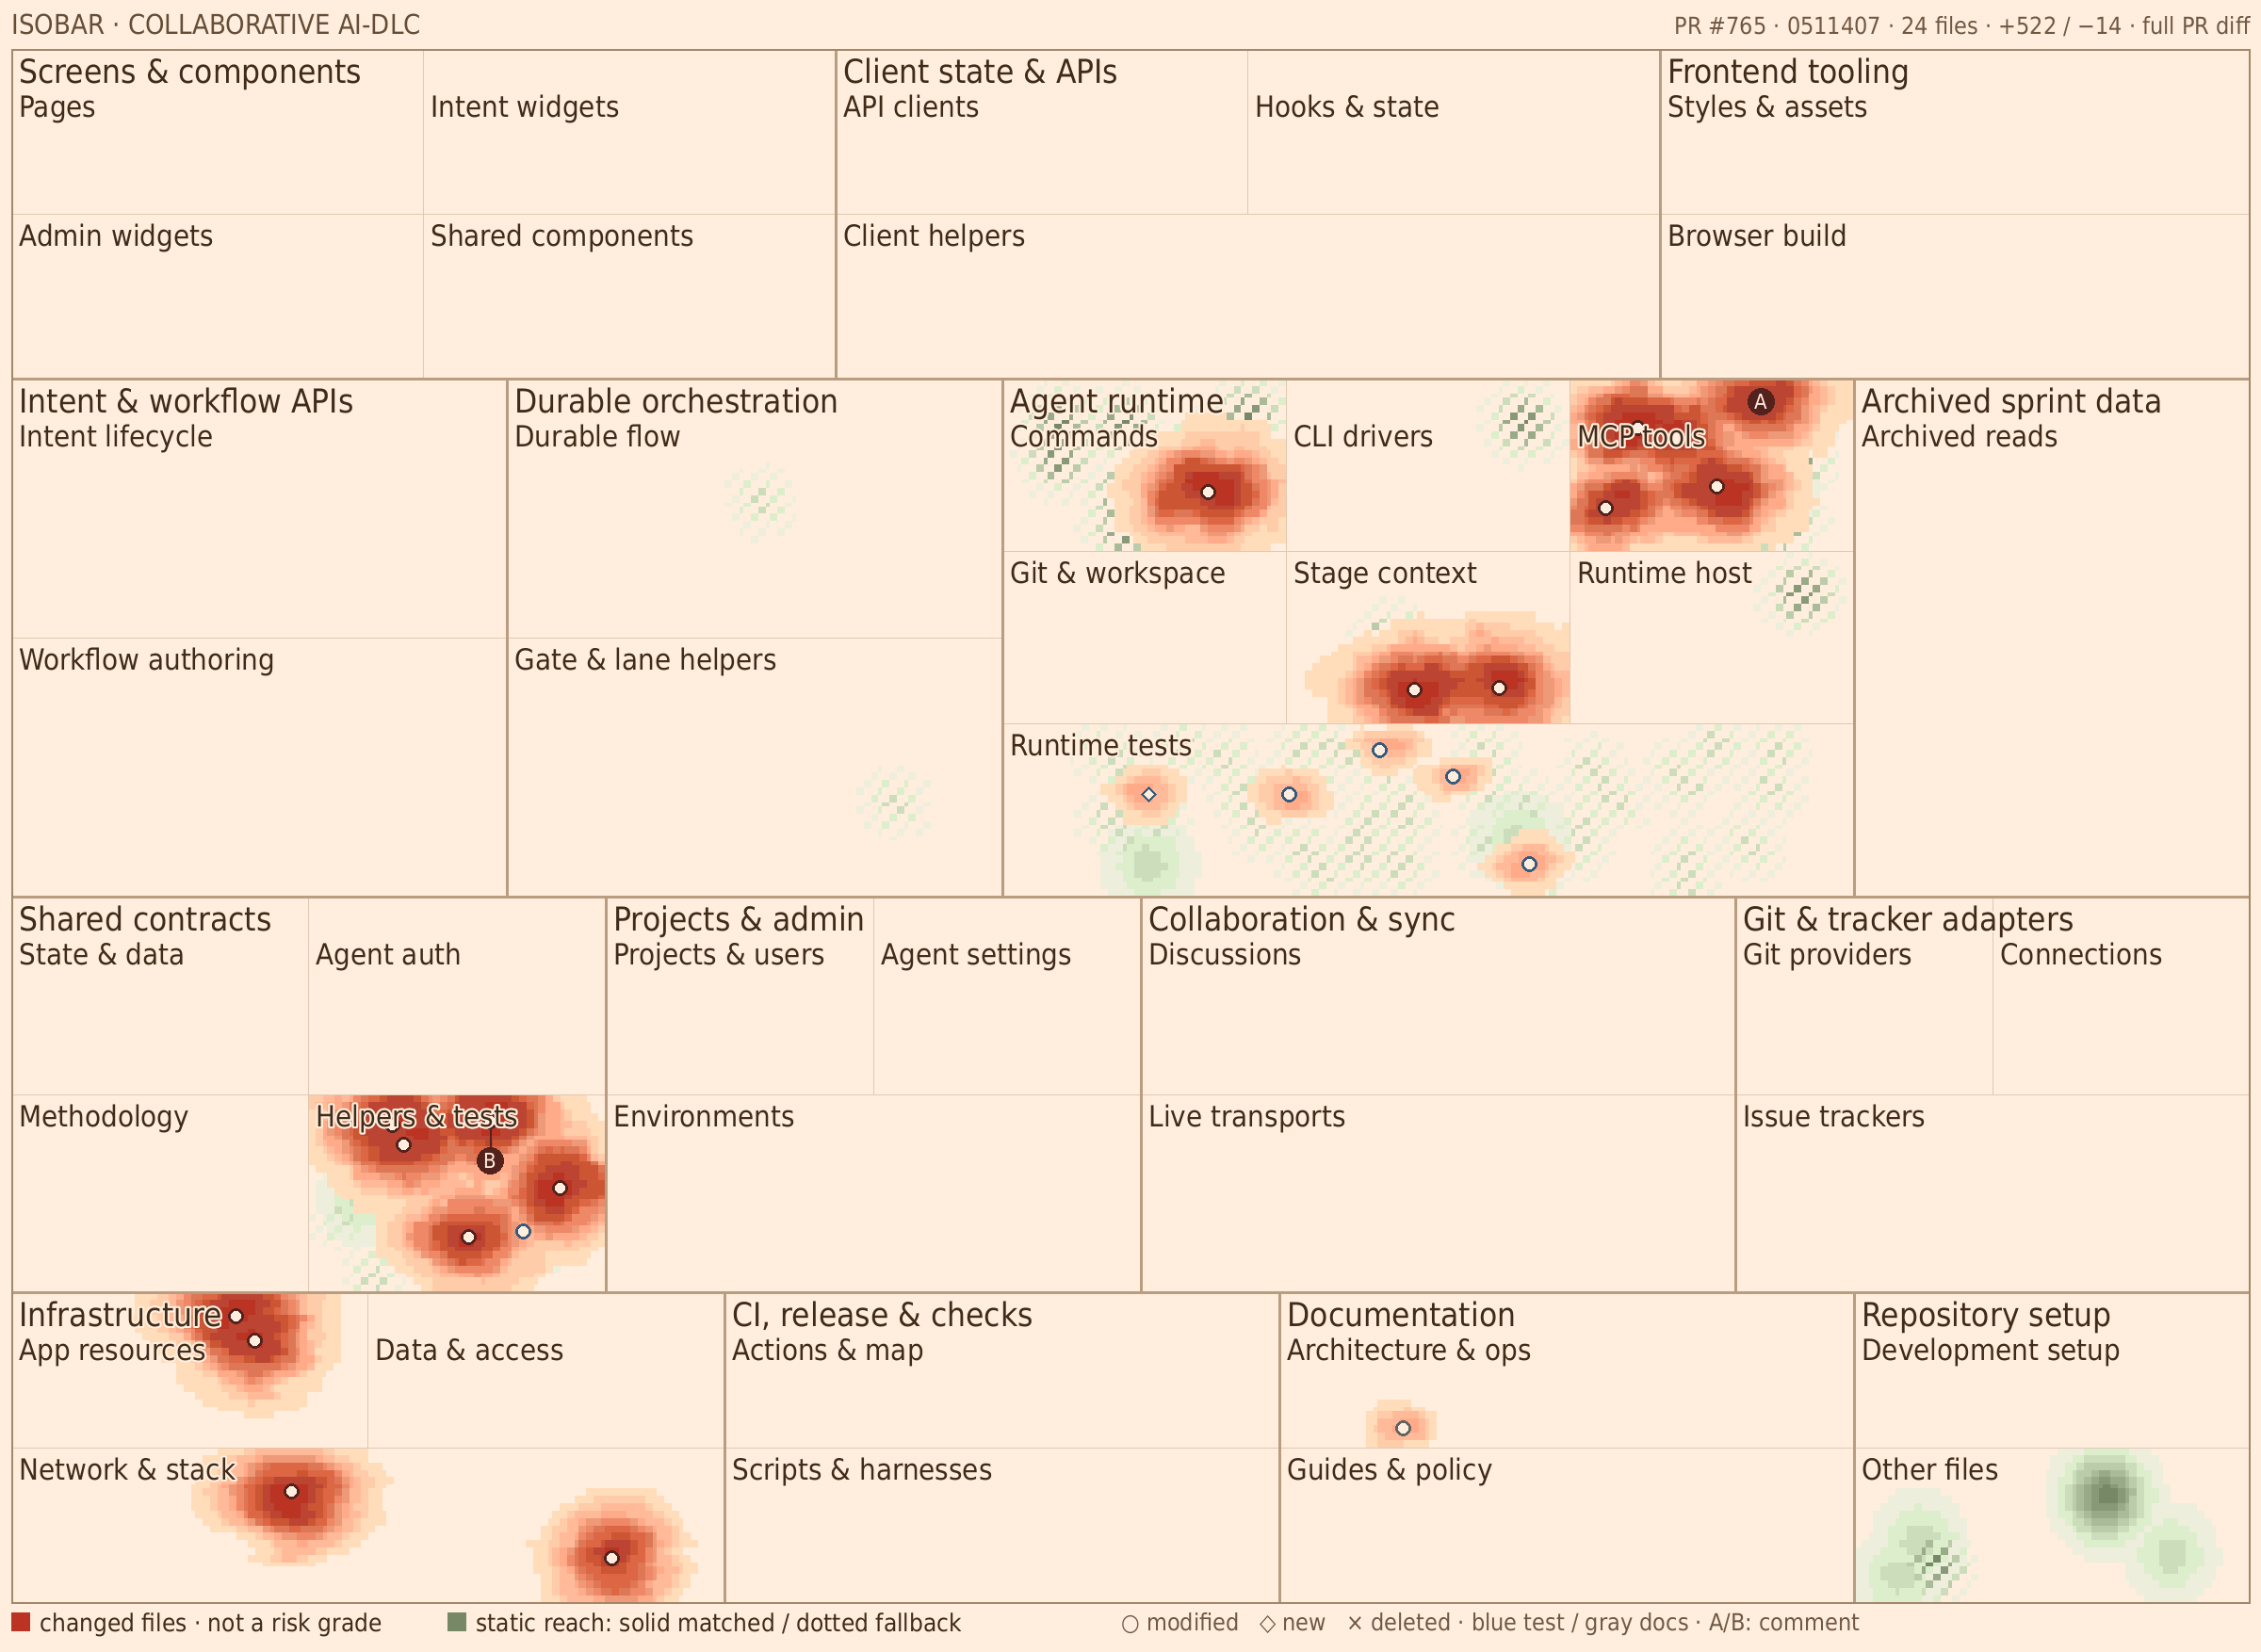 ISOBAR · COLLABORATIVE AI-DLC
PR #765 · 0511407 · 24 files · +522 / −14 · full PR diff
Screens & components
Pages
Intent widgets
Client state & APIs
API clients
Hooks & state
Frontend tooling
Styles & assets
Admin widgets
Shared components
Client helpers
Browser build
Intent & workflow APIs
Intent lifecycle
Durable orchestration
Durable flow
Agent runtime
Commands
CLI drivers
A
MCP tools
Archived sprint data
Archived reads
Git & workspace
Stage context
Runtime host
Workflow authoring
Gate & lane helpers
Runtime tests
Shared contracts
State & data
Agent auth
Projects & admin
Projects & users
Agent settings
Collaboration & sync
Discussions
Git & tracker adapters
Git providers
Connections
Methodology
Helpers & tests
B
Environments
Live transports
Issue trackers
Infrastructure
App resources
Data & access
CI, release & checks
Actions & map
Documentation
Architecture & ops
Repository setup
Development setup
Network & stack
Scripts & harnesses
Guides & policy
Other files
changed files · not a risk grade
static reach: solid matched / dotted fallback
○ modified ◇ new × deleted · blue test / gray docs · A/B: comment